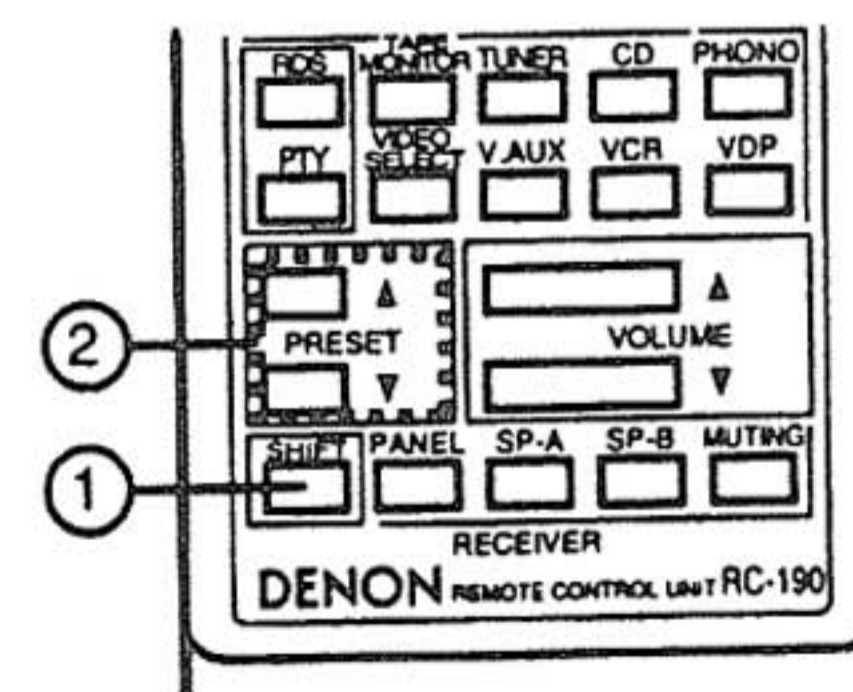 TAPE
RDS MONITOR TUNER CD PHONO
VIDEO
PTY SELECT V.AUX VCR VDP
2 PRESET VOLUME
SHIFT PANEL SP-A SP-B MUTING
1
RECEIVER
DENON REMOTE CONTROL UNIT RC-190